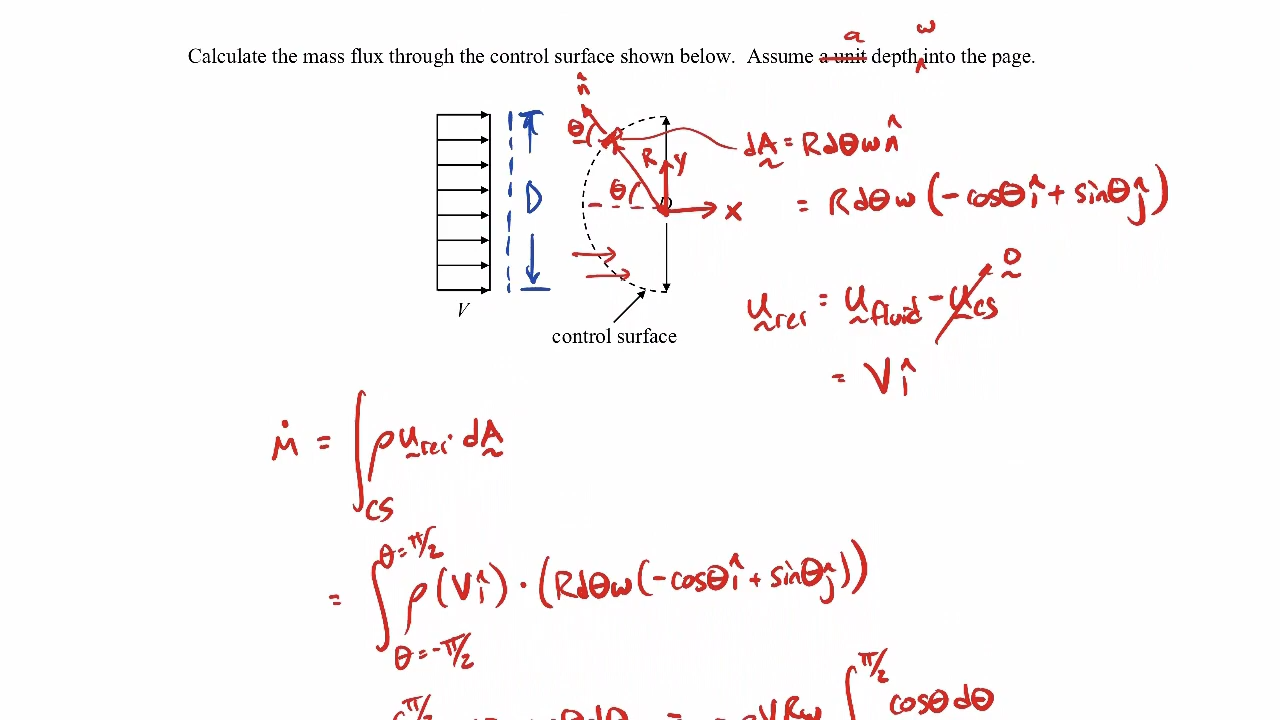 a w
Calculate the mass flux through the control surface shown below. Assume a unit depth ^ into the page.
n̂
θ
D
R
y
θ
x
V
control surface
dA = R dθ w n̂
= R dθ w (-cosθ î + sinθ ĵ)
u_rel = u_fluid - u_cs 0
= V î
ṁ = ∫_CS ρ u_rel · dA
= ∫_{θ=-π/2}^{θ=π/2} ρ (V î) · (R dθ w (-cosθ î + sinθ ĵ))
π/2 = ρVRw ∫^{π/2} cosθ dθ